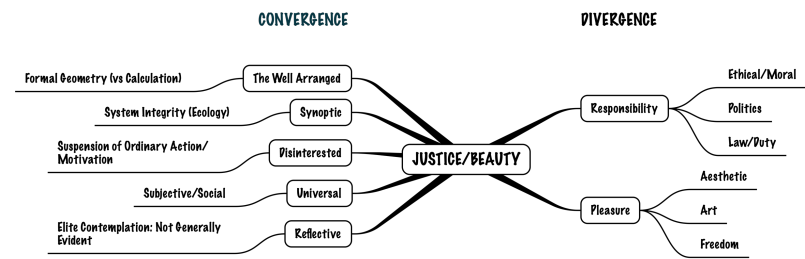 CONVERGENCE
DIVERGENCE
Formal Geometry (vs Calculation)
The Well Arranged
System Integrity (Ecology)
Synoptic
Suspension of Ordinary Action/
Motivation
Disinterested
Subjective/Social
Universal
Elite Contemplation: Not Generally
Evident
Reflective
JUSTICE/BEAUTY
Responsibility
Ethical/Moral
Politics
Law/Duty
Pleasure
Aesthetic
Art
Freedom